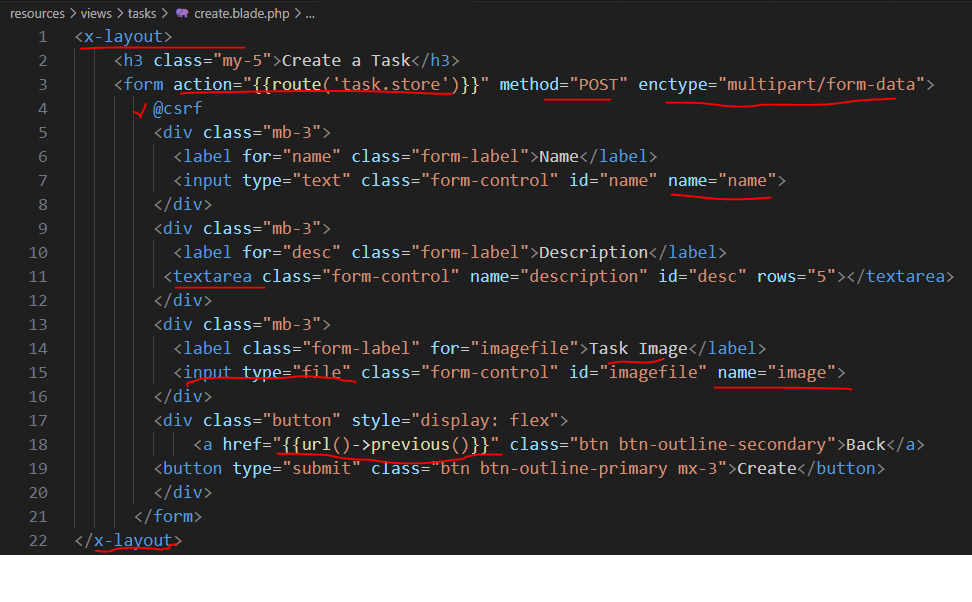 resources > views > tasks > create.blade.php > ...
1 <x-layout>
2 <h3 class="my-5">Create a Task</h3>
3 <form action="{{route('task.store')}}" method="POST" enctype="multipart/form-data">
4 @csrf
5 <div class="mb-3">
6 <label for="name" class="form-label">Name</label>
7 <input type="text" class="form-control" id="name" name="name">
8 </div>
9 <div class="mb-3">
10 <label for="desc" class="form-label">Description</label>
11 <textarea class="form-control" name="description" id="desc" rows="5"></textarea>
12 </div>
13 <div class="mb-3">
14 <label class="form-label" for="imagefile">Task Image</label>
15 <input type="file" class="form-control" id="imagefile" name="image">
16 </div>
17 <div class="button" style="display: flex">
18 <a href="{{url()->previous()}}" class="btn btn-outline-secondary">Back</a>
19 <button type="submit" class="btn btn-outline-primary mx-3">Create</button>
20 </div>
21 </form>
22 </x-layout>